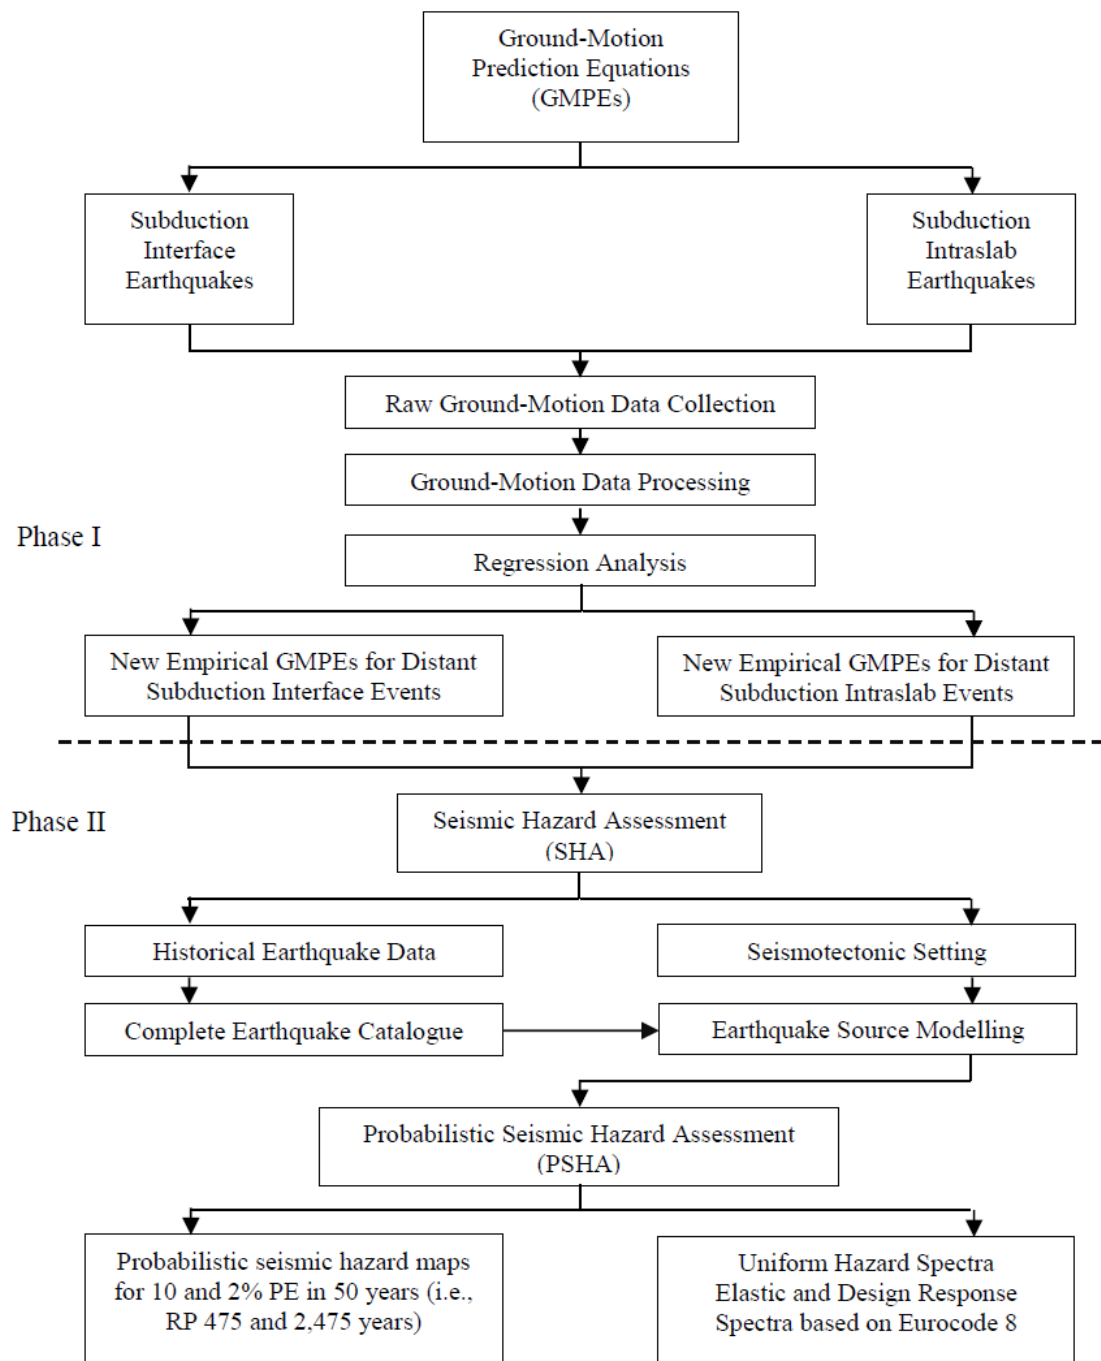 Ground-Motion
Prediction Equations
(GMPEs)
Subduction
Interface
Earthquakes
Subduction
Intraslab
Earthquakes
Raw Ground-Motion Data Collection
Ground-Motion Data Processing
Phase I
Regression Analysis
New Empirical GMPEs for Distant
Subduction Interface Events
New Empirical GMPEs for Distant
Subduction Intraslab Events
Phase II
Seismic Hazard Assessment
(SHA)
Historical Earthquake Data
Seismotectonic Setting
Complete Earthquake Catalogue
Earthquake Source Modelling
Probabilistic Seismic Hazard Assessment
(PSHA)
Probabilistic seismic hazard maps
for 10 and 2% PE in 50 years (i.e.,
RP 475 and 2,475 years)
Uniform Hazard Spectra
Elastic and Design Response
Spectra based on Eurocode 8